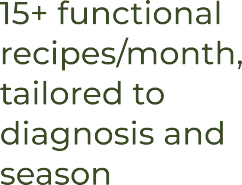 15+ functional
recipes/month,
tailored to
diagnosis and
season